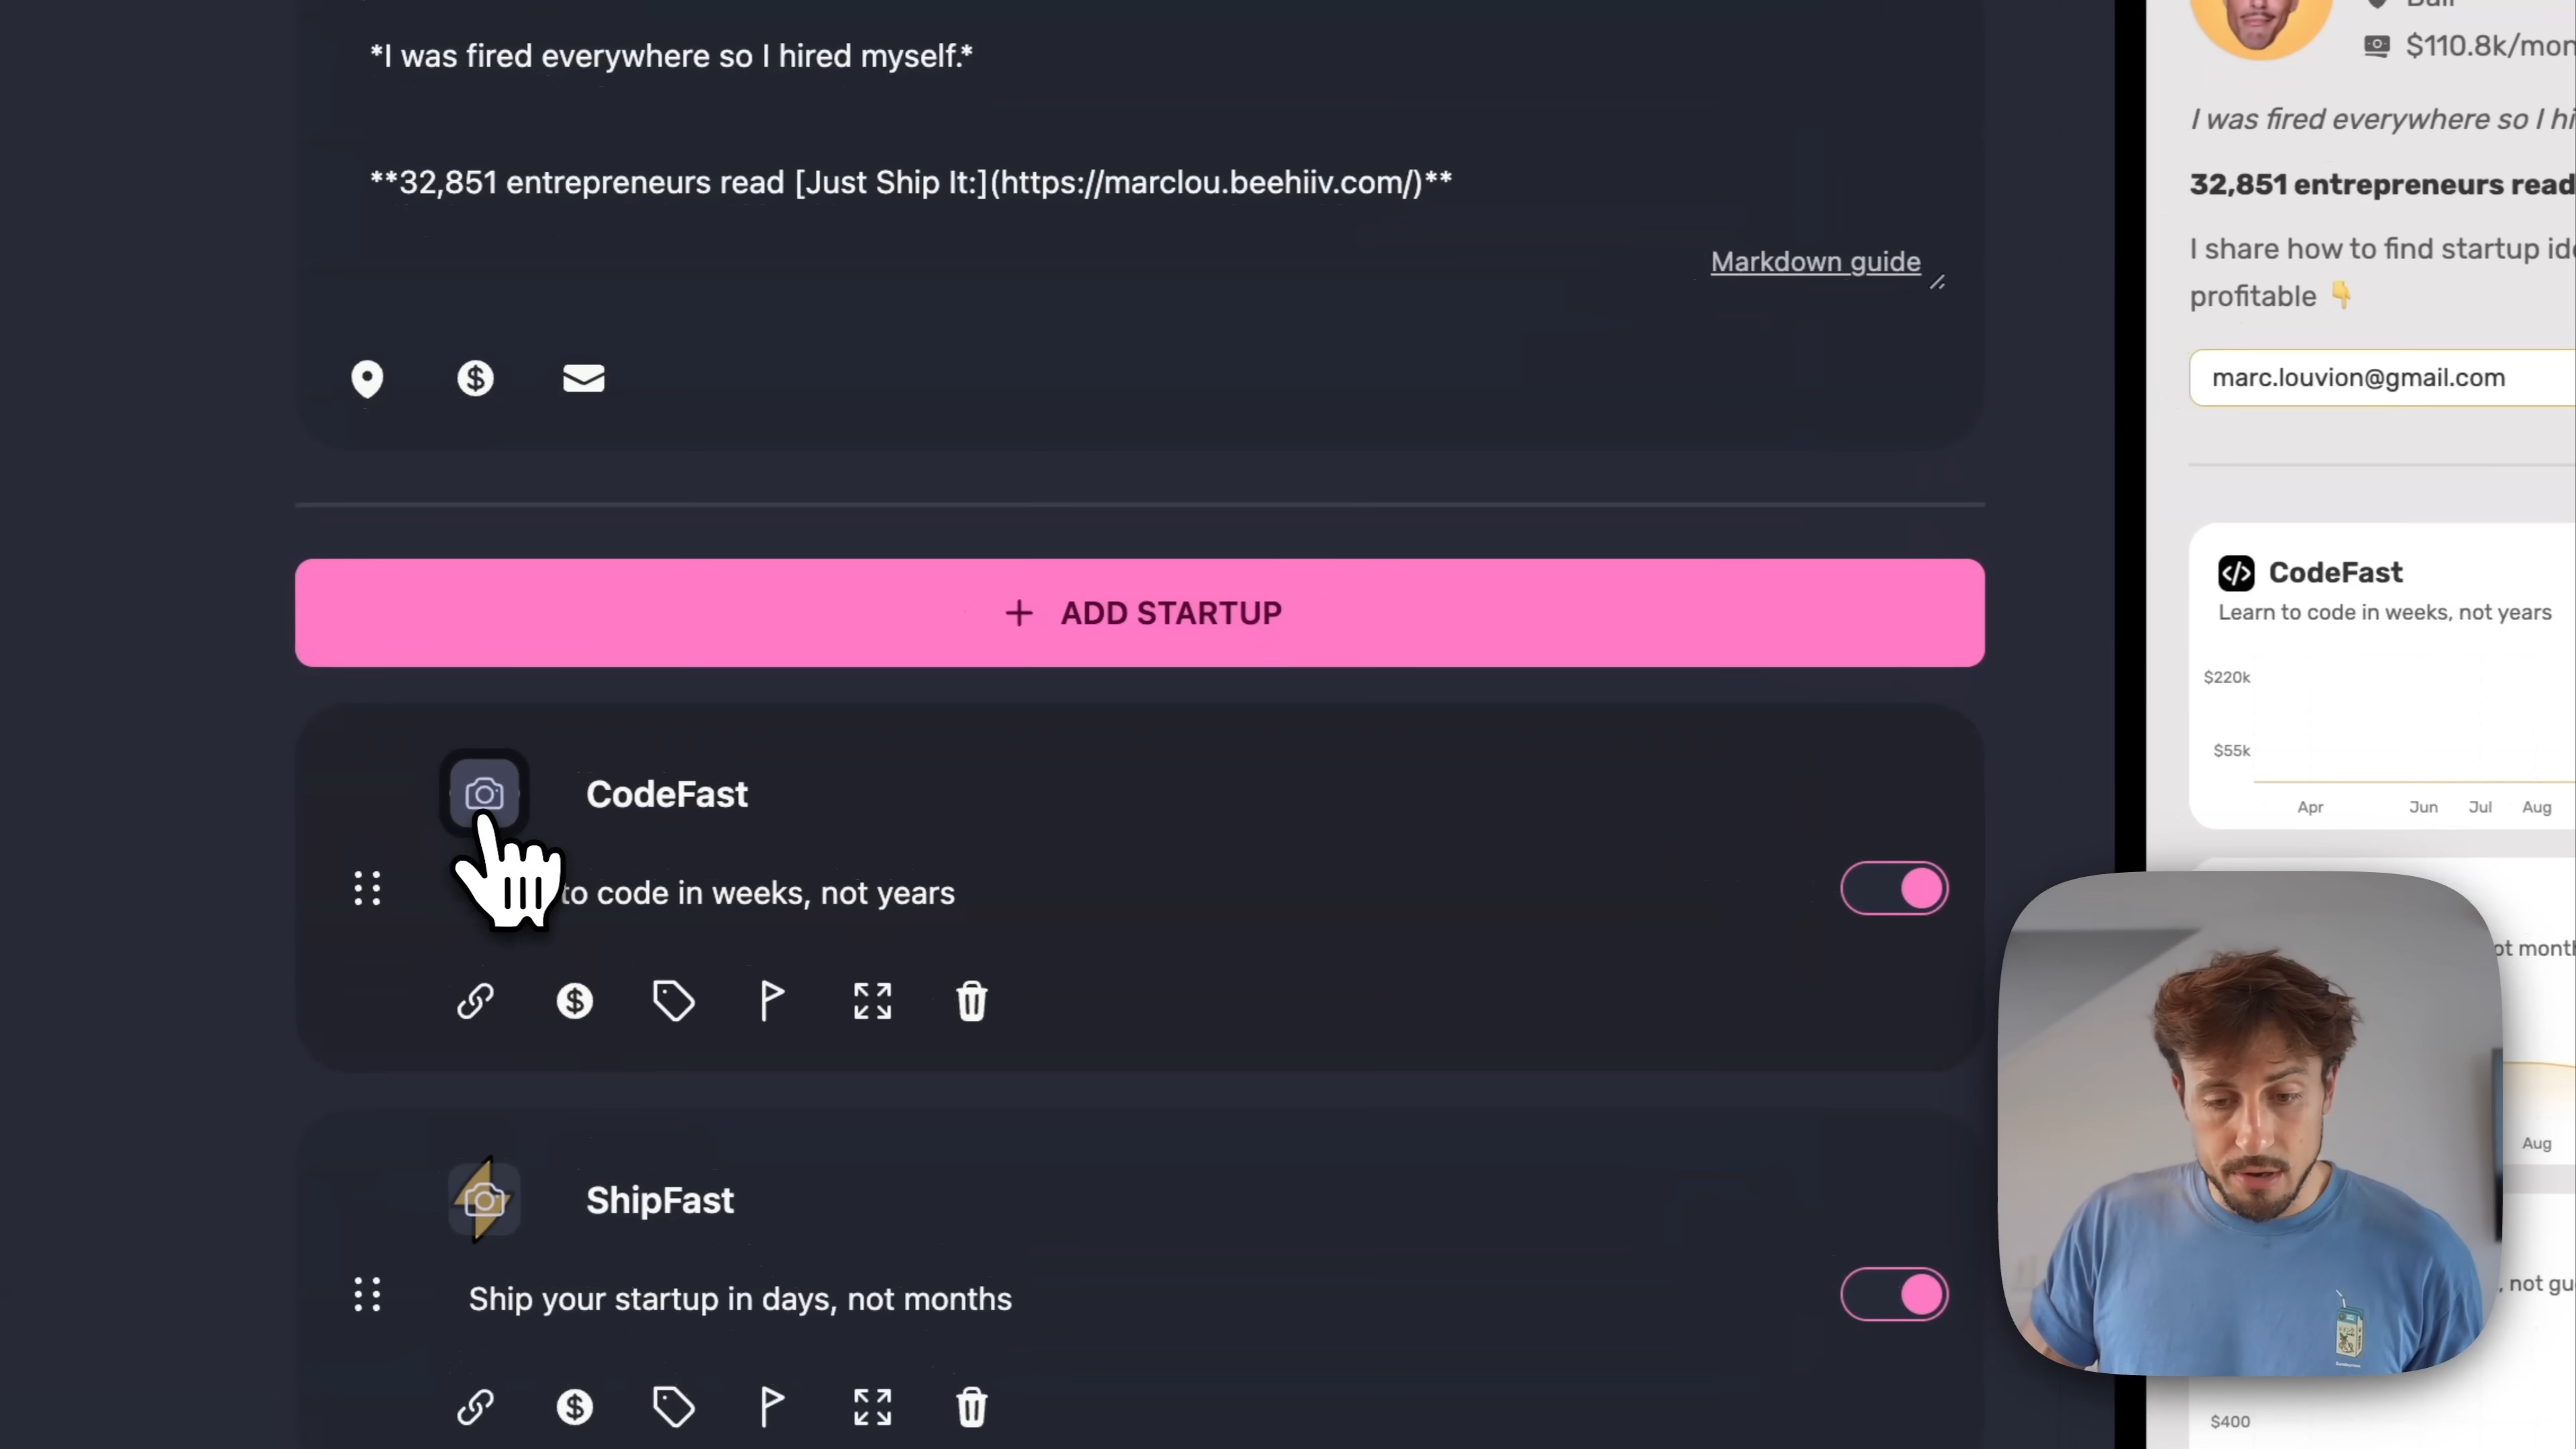 *I was fired everywhere so I hired myself.*
**32,851 entrepreneurs read [Just Ship It:](https://marclou.beehiiv.com/)**
Markdown guide
+ ADD STARTUP
CodeFast
to code in weeks, not years
ShipFast
Ship your startup in days, not months
$110.8k/mon
I was fired everywhere so I hi
32,851 entrepreneurs read
I share how to find startup ide
profitable 👇
marc.louvion@gmail.com
CodeFast
Learn to code in weeks, not years
$220k
$55k
Apr Jun Jul Aug
ot month
Aug
, not gu
$400